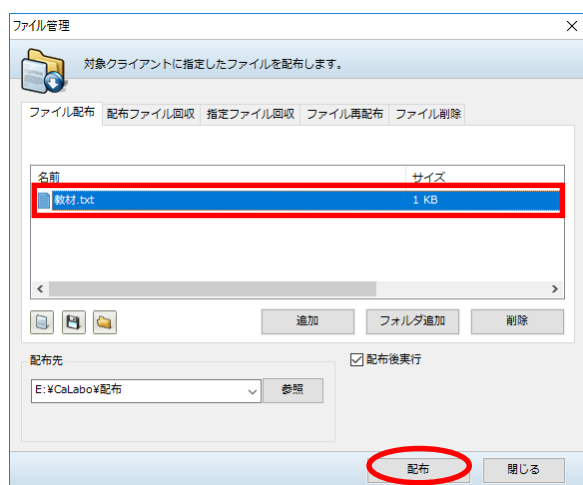 ファイル管理
対象クライアントに指定したファイルを配布します。
ファイル配布 配布ファイル回収 指定ファイル回収 ファイル再配布 ファイル削除
名前 サイズ
教材.txt 1 KB
追加 フォルダ追加 削除
配布先 配布後実行
E:¥CaLabo¥配布 参照
配布 閉じる